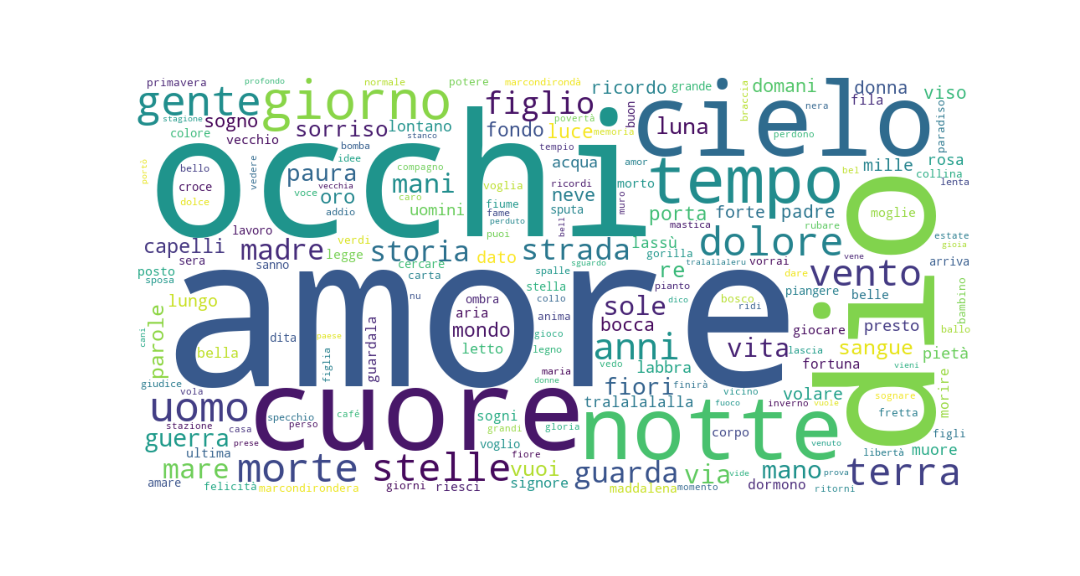 primavera
profondo
normale
potere
marcondirondà
ricordo
grande
domani
donna
viso
gente
giorno
figlio
cielo
braccia
fila
nera
paradiso
stagione
sogno
sorriso
lontano
fondo
luce
memoria
povertà
buon
luna
perdono
colore
vecchio
stanco
bomba
idee
tempio
occhi
tempo
mille
rosa
collina
portà
bello
vedere
paura
compagno
acqua
amor
bel
croce
vecchia
mani
voglia
ricordi
morto
muro
lenta
dolce
oro
voce
caro
neve
moglie
addio
uomini
fiume
fame
sputa
porta
forte
padre
rubare
lavoro
verdi
puoi
perduto
bell
mastica
estate
gioia
capelli
madre
legge
storia
strada
lassù
gorilla
dolore
dio
sera
sanno
cercare
dato
sguardo
tralallaleru
vorrai
vene
arriva
posto
sposa
carta
spalle
re
pianto
dare
vento
nu
stella
collo
dico
bosco
piangere
belle
bambino
lungo
amore
ombra
aria
anima
sole
ridi
parole
mondo
gioco
bocca
giocare
presto
ballo
cani
dita
paese
guardala
letto
legno
anni
vita
lascia
sangue
vieni
pietà
bella
figlia
donne
maria
vedo
labbra
fortuna
giudice
vola
fiori
finirà
vicino
volare
sognare
morire
stazione
casa
cuore
tralalalalla
fuoco
inverno
vuole
fretta
uomo
specchio
perso
café
sogni
grandi
gloria
notte
corpo
libertà
figli
guerra
prese
voglio
fiore
venuto
muore
ultima
mare
morte
stelle
vuoi
guarda
via
vide
mano
prova
terra
amare
felicità
marcondirondera
giorni
riesci
signore
maddalena
momento
dormono
ritorni